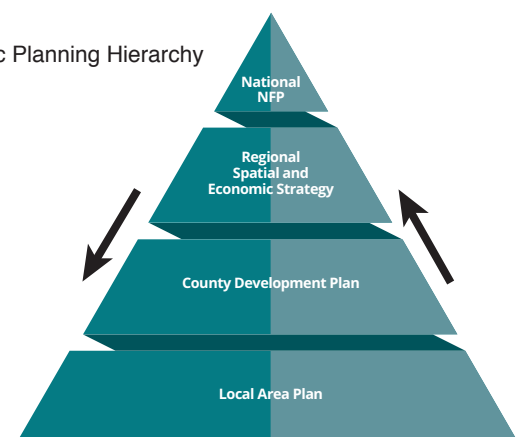 c Planning Hierarchy
National
NFP
Regional
Spatial and
Economic Strategy
County Development Plan
Local Area Plan